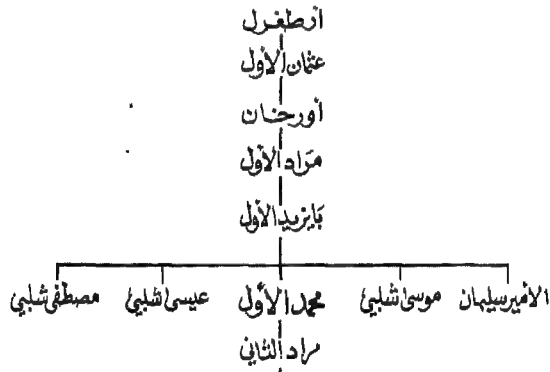 أرطغرل
عثمان الأول
أورخان
مراد الأول
بايزيد الأول
الأمير سليمان موسى شلبي محمد الأول عيسى شلبي مصطفى شلبي
مراد الثاني